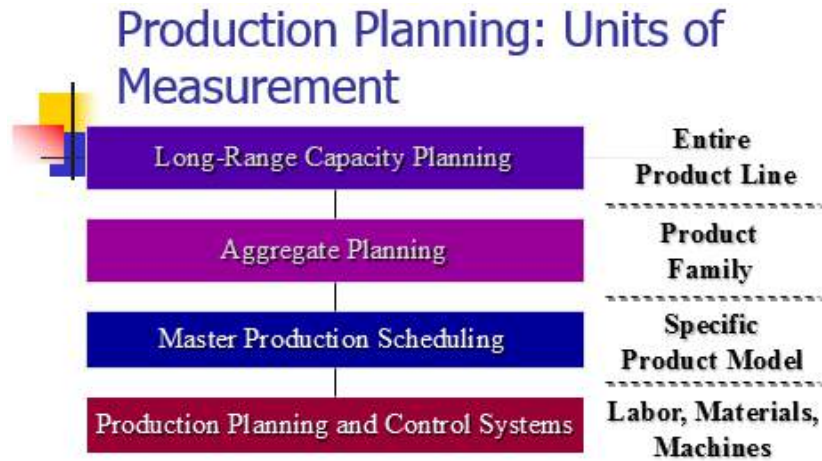 Production Planning: Units of
Measurement
Long-Range Capacity Planning
Entire
Product Line
Aggregate Planning
Product
Family
Master Production Scheduling
Specific
Product Model
Production Planning and Control Systems
Labor, Materials,
Machines